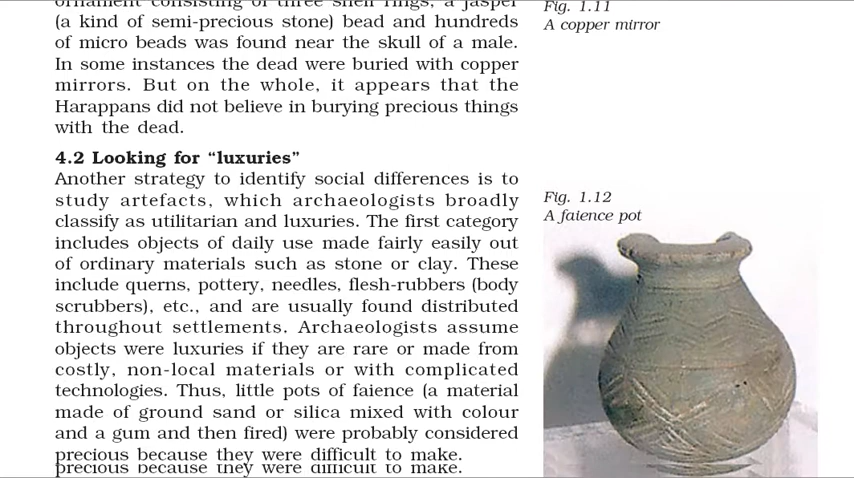 ornament consisting of three shell rings, a jasper
(a kind of semi-precious stone) bead and hundreds
of micro beads was found near the skull of a male.
In some instances the dead were buried with copper
mirrors. But on the whole, it appears that the
Harappans did not believe in burying precious things
with the dead.
4.2 Looking for “luxuries”
Another strategy to identify social differences is to
study artefacts, which archaeologists broadly
classify as utilitarian and luxuries. The first category
includes objects of daily use made fairly easily out
of ordinary materials such as stone or clay. These
include querns, pottery, needles, flesh-rubbers (body
scrubbers), etc., and are usually found distributed
throughout settlements. Archaeologists assume
objects were luxuries if they are rare or made from
costly, non-local materials or with complicated
technologies. Thus, little pots of faience (a material
made of ground sand or silica mixed with colour
and a gum and then fired) were probably considered
precious because they were difficult to make.
precious because they were difficult to make.
Fig. 1.11
A copper mirror
Fig. 1.12
A faience pot